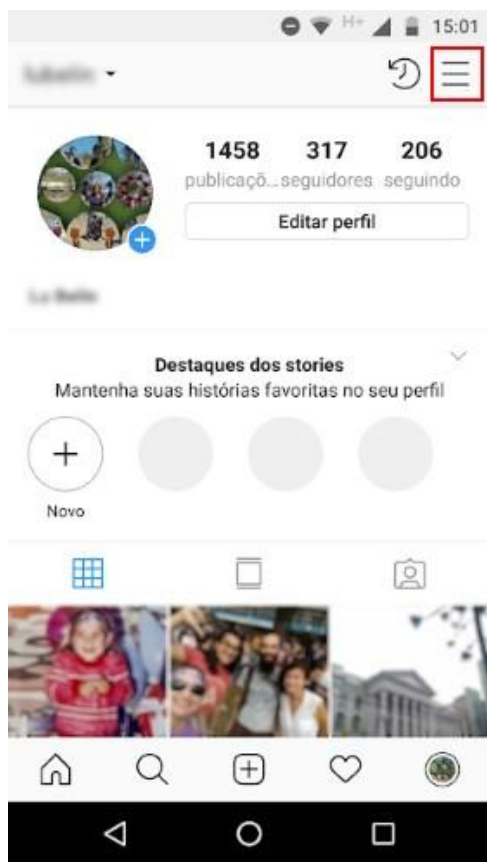 H+ 15:01
1458 317 206
publicaçõ... seguidores seguindo
Editar perfil
Destaques dos stories
Mantenha suas histórias favoritas no seu perfil
Novo